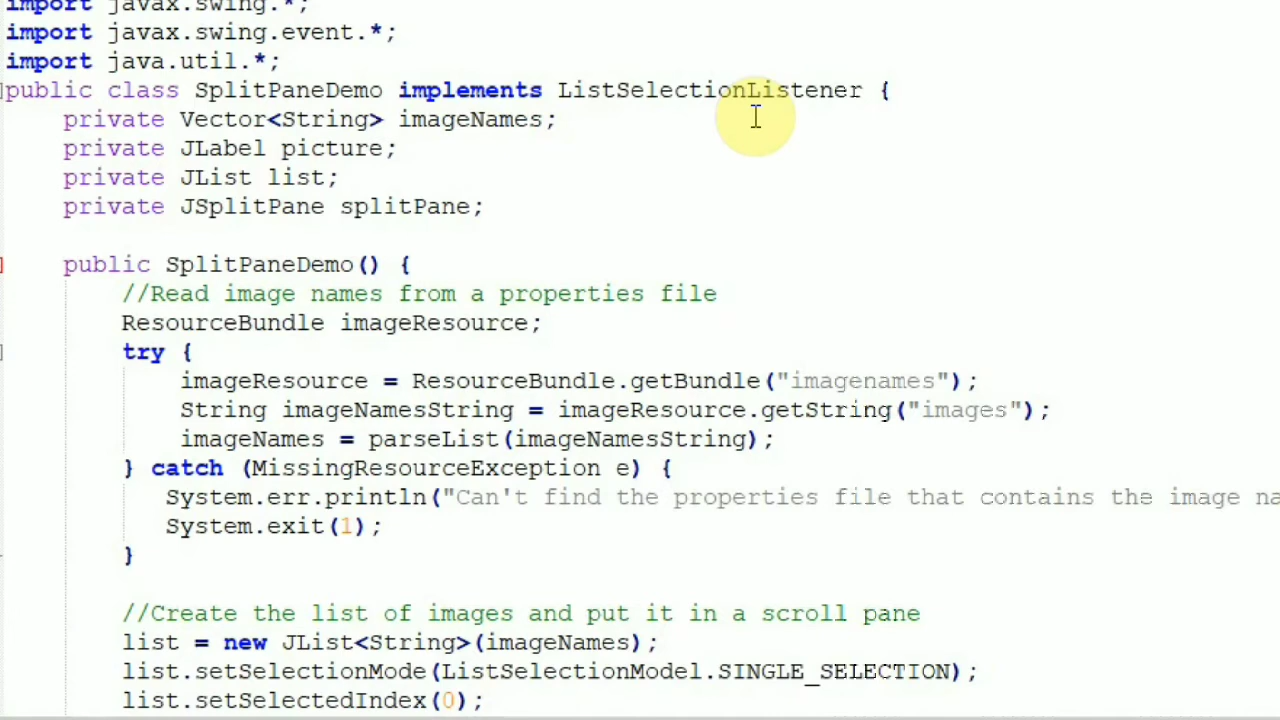 import javax.swing.*;
import javax.swing.event.*;
import java.util.*;
public class SplitPaneDemo implements ListSelectionListener {
    private Vector<String> imageNames;
    private JLabel picture;
    private JList list;
    private JSplitPane splitPane;

    public SplitPaneDemo() {
        //Read image names from a properties file
        ResourceBundle imageResource;
        try {
            imageResource = ResourceBundle.getBundle("imagenames");
            String imageNamesString = imageResource.getString("images");
            imageNames = parseList(imageNamesString);
        } catch (MissingResourceException e) {
           System.err.println("Can't find the properties file that contains the image
           System.exit(1);
        }

        //Create the list of images and put it in a scroll pane
        list = new JList<String>(imageNames);
        list.setSelectionMode(ListSelectionModel.SINGLE_SELECTION);
        list.setSelectedIndex(0);